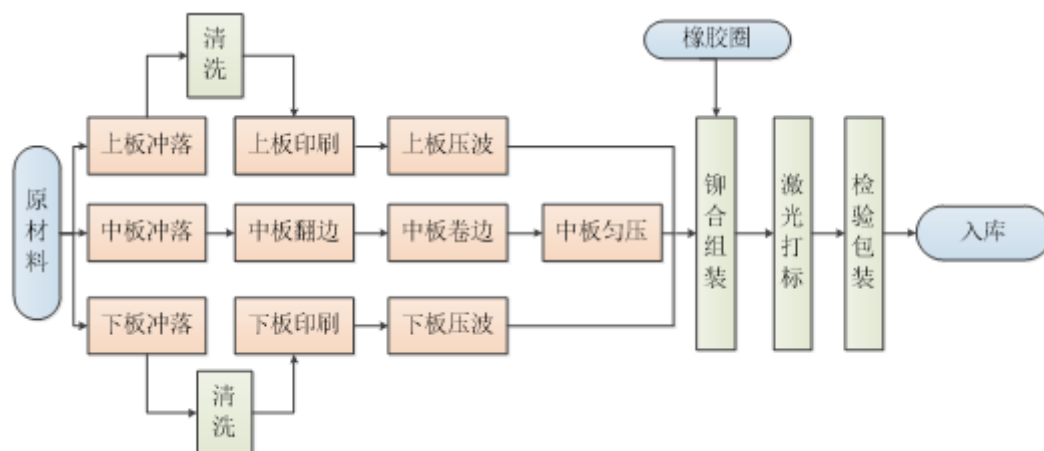 清洗
橡胶圈
上板冲落
上板印刷
上板压波
原材料
中板冲落
中板翻边
中板卷边
中板匀压
铆合组装
激光打标
检验包装
入库
下板冲落
下板印刷
下板压波
清洗